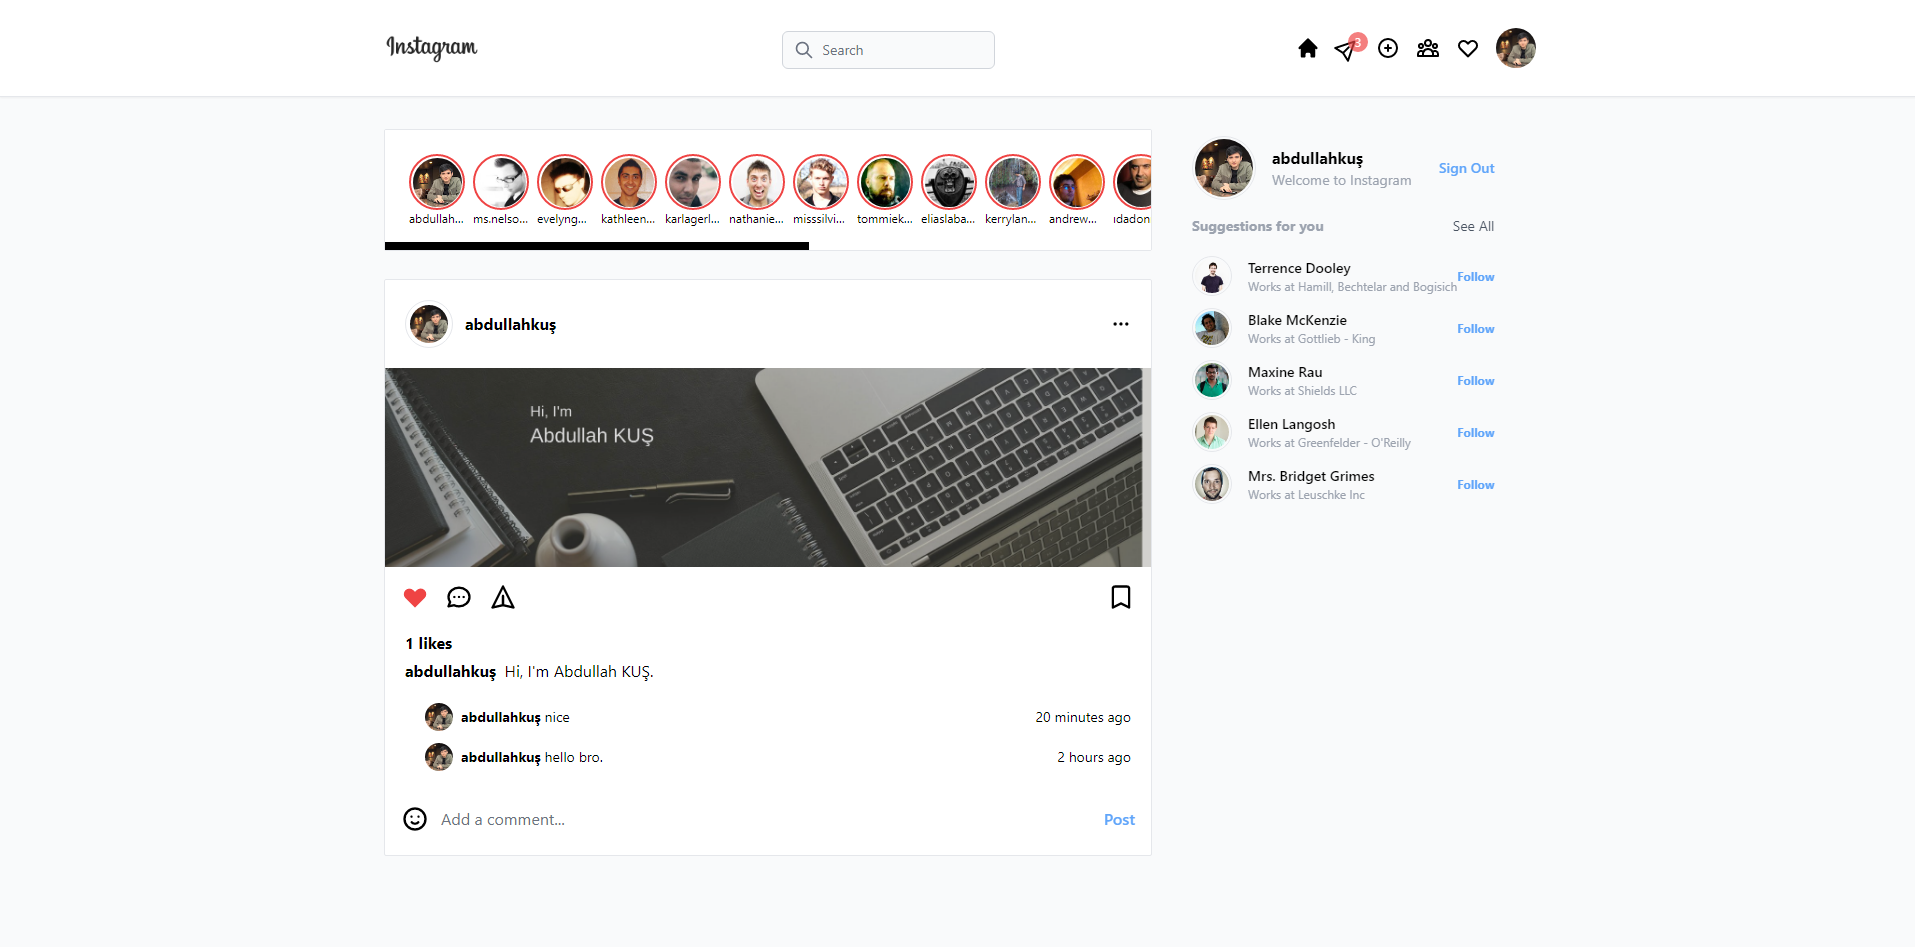 Instagram
Search
3
abdullah...
ms.nelso...
evelyng...
kathleen...
karlagerl...
nathanie...
misssilvi...
tommiek...
eliaslaba...
kerrylan...
andrew...
idadon
abdullahkuş
Welcome to Instagram
Sign Out
Suggestions for you
See All
Terrence Dooley
Works at Hamill, Bechtelar and Bogisich
Follow
Blake McKenzie
Works at Gottlieb - King
Follow
Maxine Rau
Works at Shields LLC
Follow
Ellen Langosh
Works at Greenfelder - O'Reilly
Follow
Mrs. Bridget Grimes
Works at Leuschke Inc
Follow
abdullahkuş
Hi, I'm
Abdullah KUŞ
1 likes
abdullahkuş Hi, I'm Abdullah KUŞ.
abdullahkuş nice 20 minutes ago
abdullahkuş hello bro. 2 hours ago
Add a comment...
Post